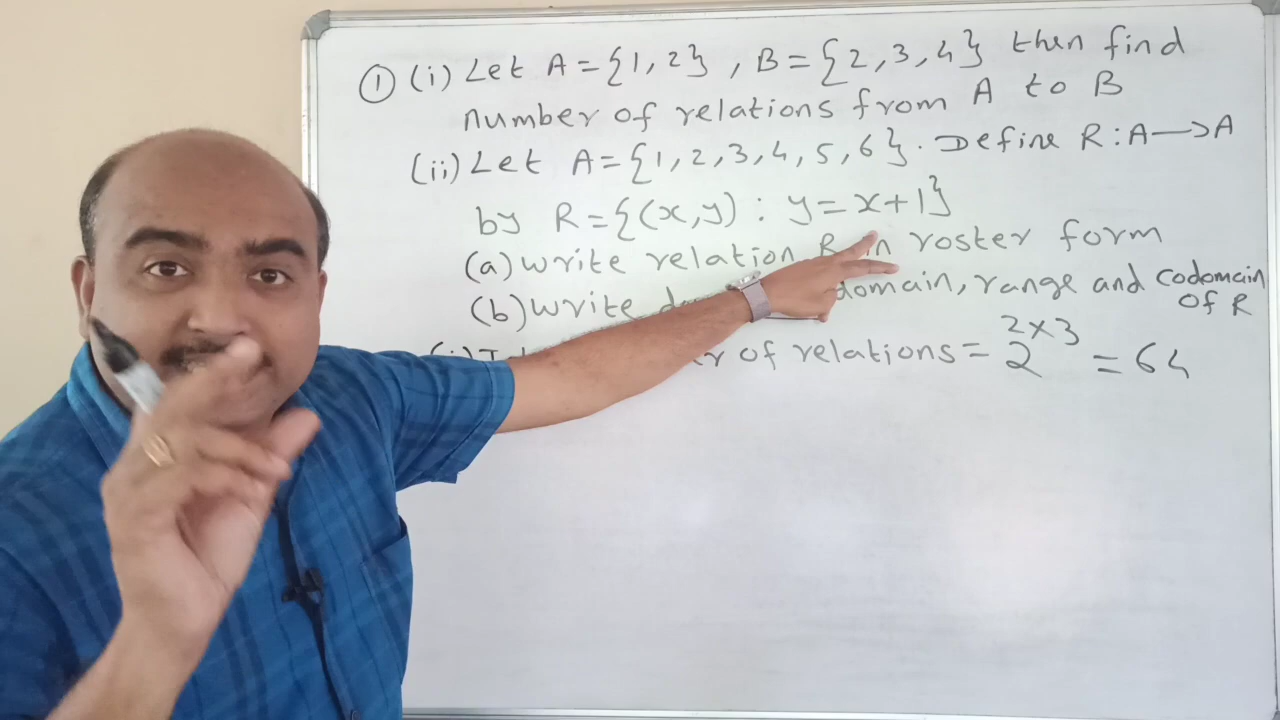 ① (i) Let A = {1, 2} , B = {2, 3, 4} then find
number of relations from A to B
(ii) Let A = {1, 2, 3, 4, 5, 6} . Define R : A → A
by R = {(x, y) : y = x + 1}
(a) write relation R in roster form
(b) write domain, range and codomain
of R
of relations = 2^{2×3} = 64